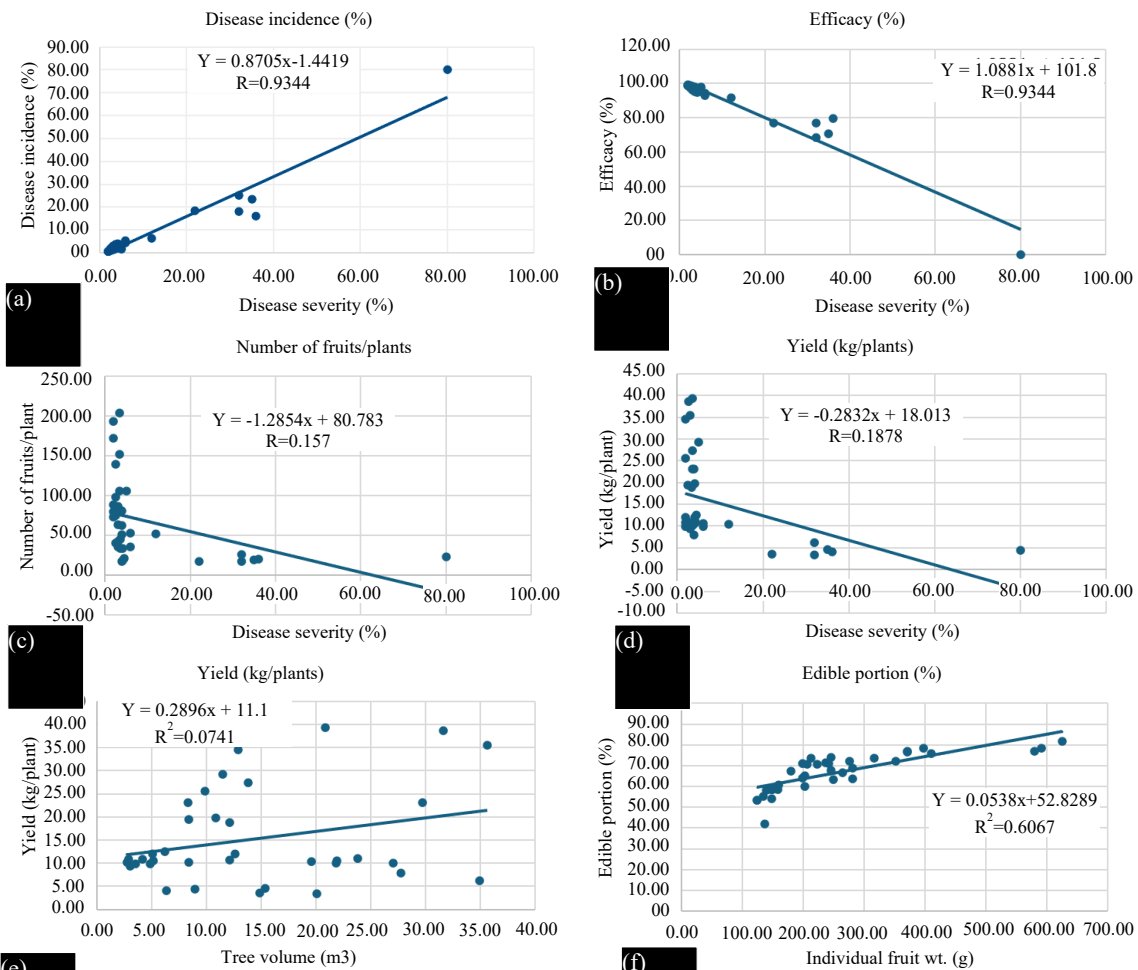 Disease incidence (%)
Disease incidence (%)
90.00
80.00
70.00
60.00
50.00
40.00
30.00
20.00
10.00
00
Y = 0.8705x-1.4419
R=0.9344
0.00 20.00 40.00 60.00 80.00 100.00
Disease severity (%)
(a)
Efficacy (%)
Efficacy (%)
120.00
100.00
80.00
60.00
40.00
20.00
00
Y = 1.0881x + 101.8
R=0.9344
0.00 20.00 40.00 60.00 80.00 100.00
Disease severity (%)
(b)
Number of fruits/plants
Number of fruits/plant
250.00
200.00
150.00
100.00
50.00
0.00
-50.00
Y = -1.2854x + 80.783
R=0.157
20.00 40.00 60.00 80.00 100.00
Disease severity (%)
(c)
Yield (kg/plants)
Yield (kg/plant)
45.00
40.00
35.00
30.00
25.00
20.00
15.00
10.00
5.00
0.00
-5.00
-10.00
Y = -0.2832x + 18.013
R=0.1878
20.00 40.00 60.00 80.00 100.00
Disease severity (%)
(d)
Yield (kg/plants)
Yield (kg/plant)
40.00
35.00
30.00
25.00
20.00
15.00
10.00
5.00
0.00
Y = 0.2896x + 11.1
R²=0.0741
0.00 5.00 10.00 15.00 20.00 25.00 30.00 35.00 40.00
Tree volume (m3)
(e)
Edible portion (%)
Edible portion (%)
90.00
80.00
70.00
60.00
50.00
40.00
30.00
20.00
10.00
00
Y = 0.0538x+52.8289
R²=0.6067
0.00 100.00 200.00 300.00 400.00 500.00 600.00 700.00
Individual fruit wt. (g)
(f)